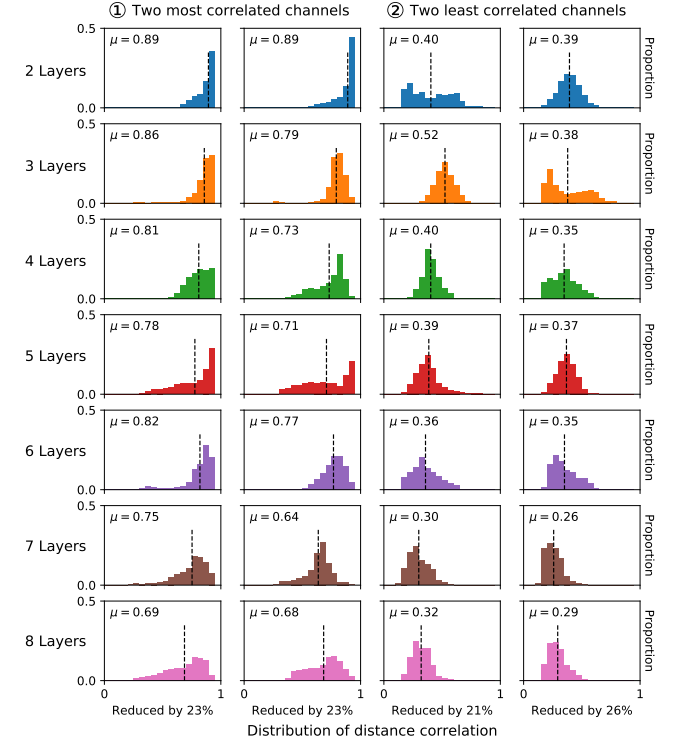 ① Two most correlated channels ② Two least correlated channels
0.5 μ = 0.89 μ = 0.89 μ = 0.40 μ = 0.39
2 Layers Proportion
0.0
0.5 μ = 0.86 μ = 0.79 μ = 0.52 μ = 0.38
3 Layers Proportion
0.0
0.5 μ = 0.81 μ = 0.73 μ = 0.40 μ = 0.35
4 Layers Proportion
0.0
0.5 μ = 0.78 μ = 0.71 μ = 0.39 μ = 0.37
5 Layers Proportion
0.0
0.5 μ = 0.82 μ = 0.77 μ = 0.36 μ = 0.35
6 Layers Proportion
0.0
0.5 μ = 0.75 μ = 0.64 μ = 0.30 μ = 0.26
7 Layers Proportion
0.0
0.5 μ = 0.69 μ = 0.68 μ = 0.32 μ = 0.29
8 Layers Proportion
0.0
0 1 0 1 0 1 0 1
Reduced by 23% Reduced by 23% Reduced by 21% Reduced by 26%
Distribution of distance correlation